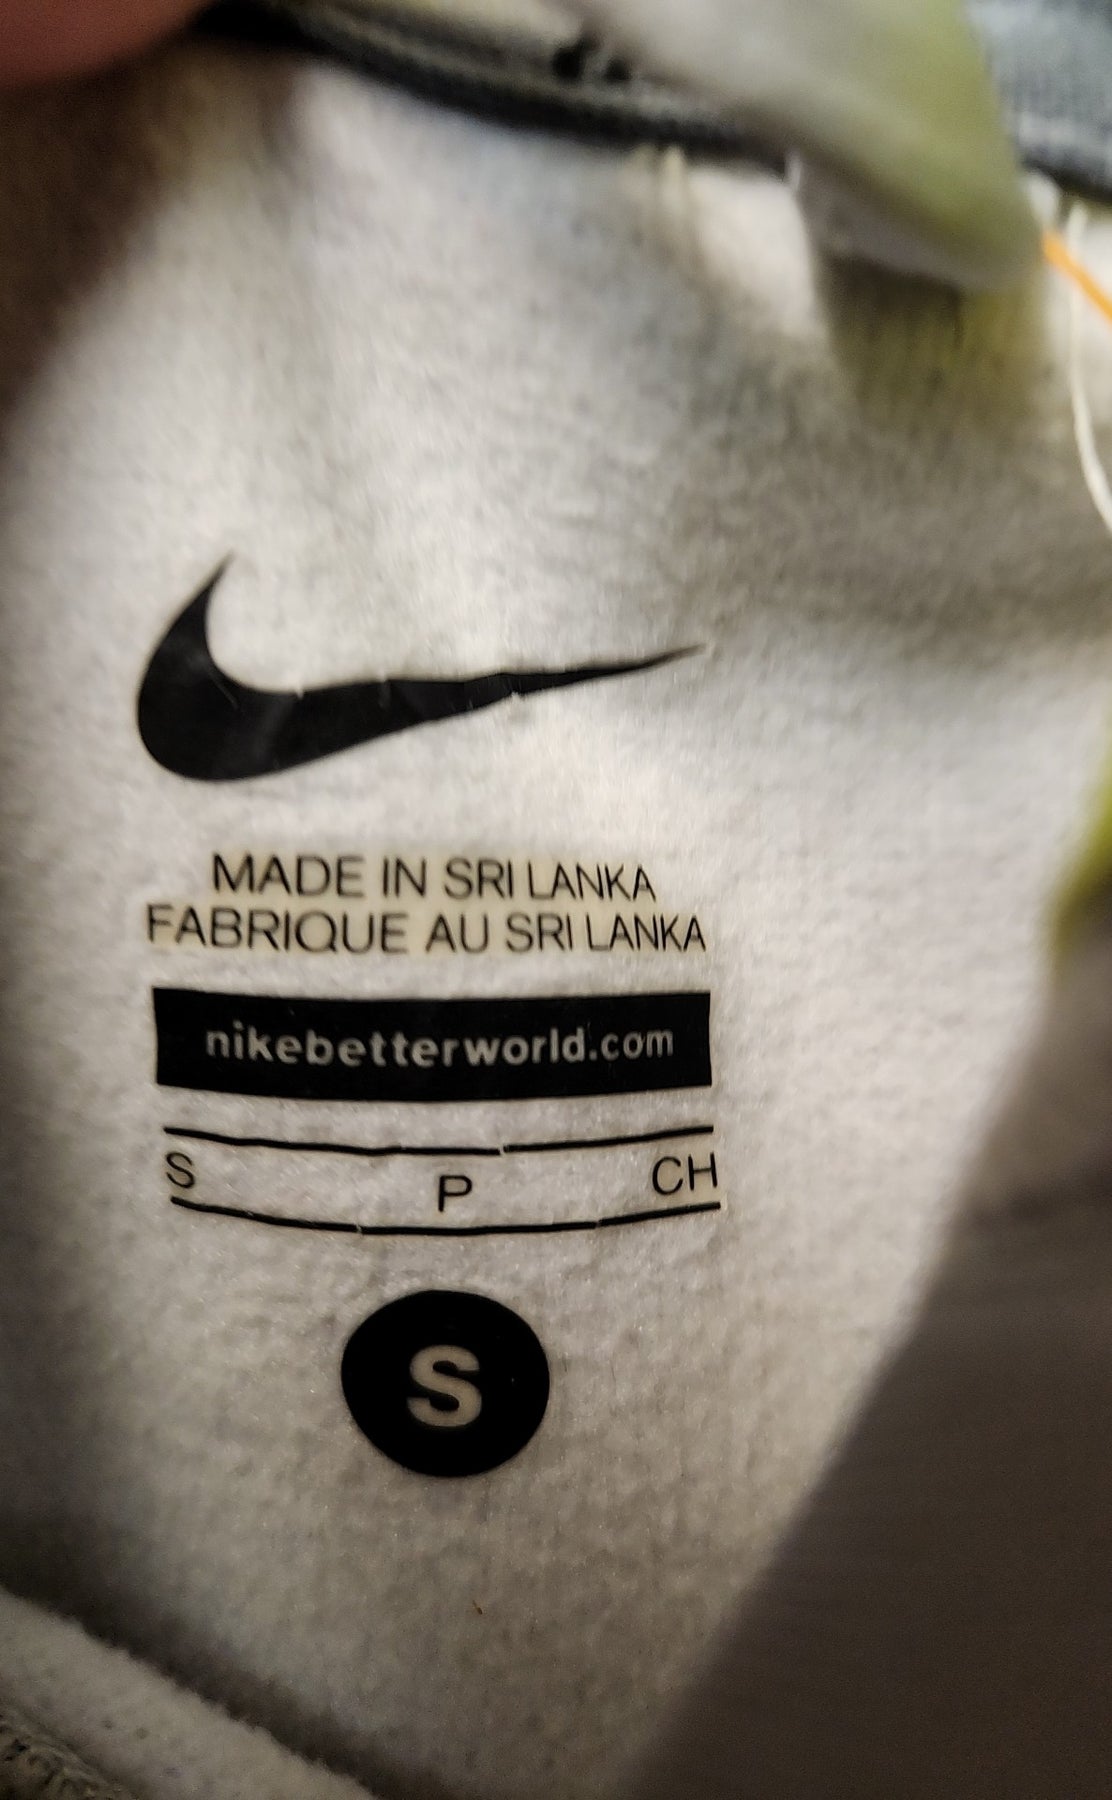 MADE IN SRI LANKA
FABRIQUE AU SRI LANKA
nikebetterworld.com
S P CH
S